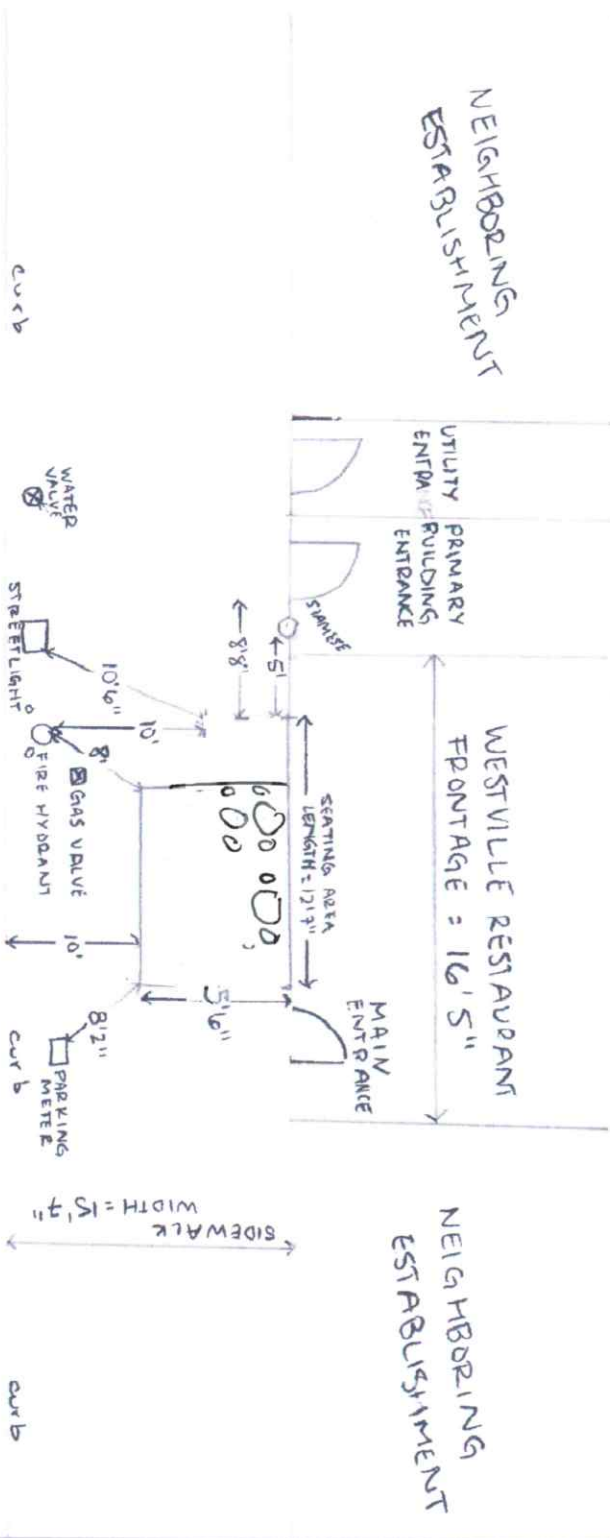 NEIGHBORING
ESTABLISHMENT
UTILITY
ENTRA
PRIMARY
BUILDING
ENTRANCE
WESTVILLE RESTAURANT
FRONTAGE = 16'5"
NEIGHBORING
ESTABLISHMENT
MAIN
ENTRANCE
SIAMESE
5'
8'8"
SEATING AREA
LENGTH = 12'7"
5'6"
SIDEWALK
WIDTH = 15'7"
10'6"
10'
8'
10'
8'2"
WATER
VALVE
STREETLIGHT
GAS VALVE
FIRE HYDRANT
PARKING
METER
curb
curb
curb